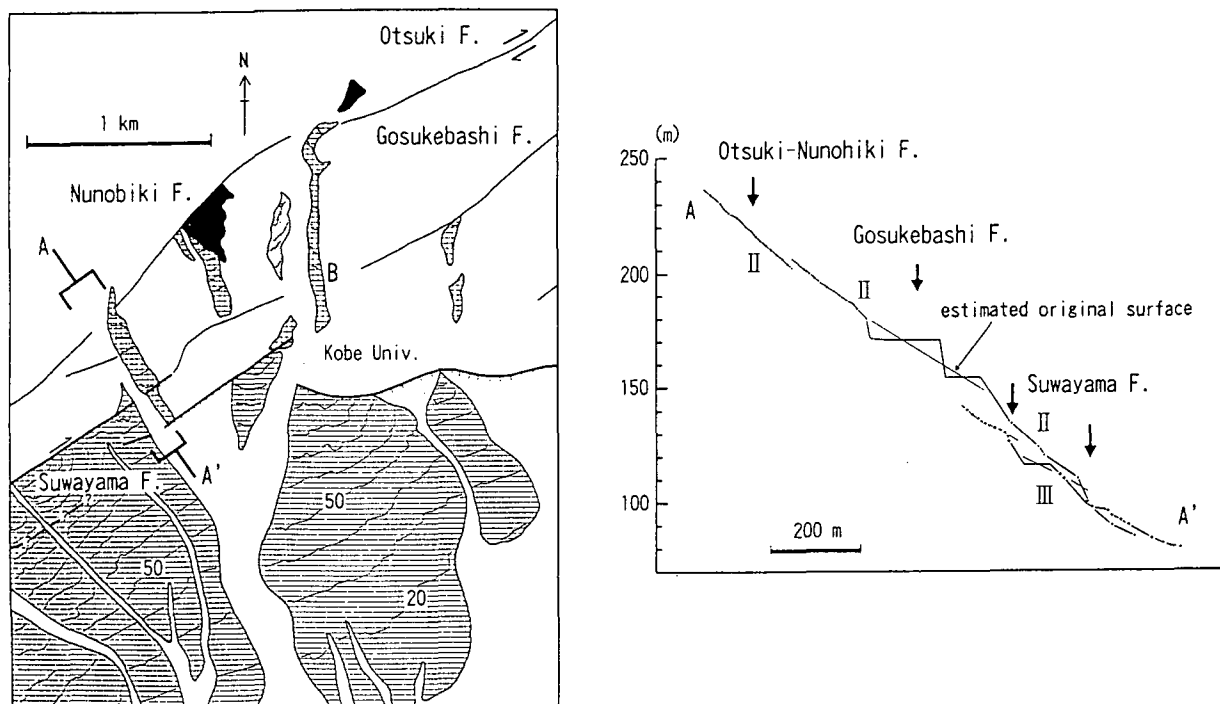 Otsuki F.
N
1 km
Gosukebashi F.
Nunobiki F.
A
B
Kobe Univ.
A'
Suwayama F.
?
50
50
20
(m)
250
200
150
100
Otsuki-Nunohiki F.
A
II
Gosukebashi F.
II
estimated original surface
Suwayama F.
II
III
A'
200 m